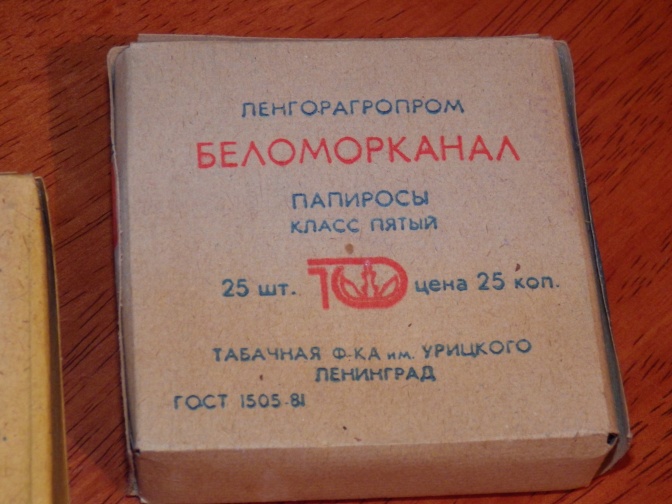 ЛЕНГОРАГРОПРОМ
БЕЛОМОРКАНАЛ
ПАПИРОСЫ
КЛАСС ПЯТЫЙ
25 шт. цена 25 коп.
ТАБАЧНАЯ Ф-КА им. УРИЦКОГО
ЛЕНИНГРАД
ГОСТ 1505-81